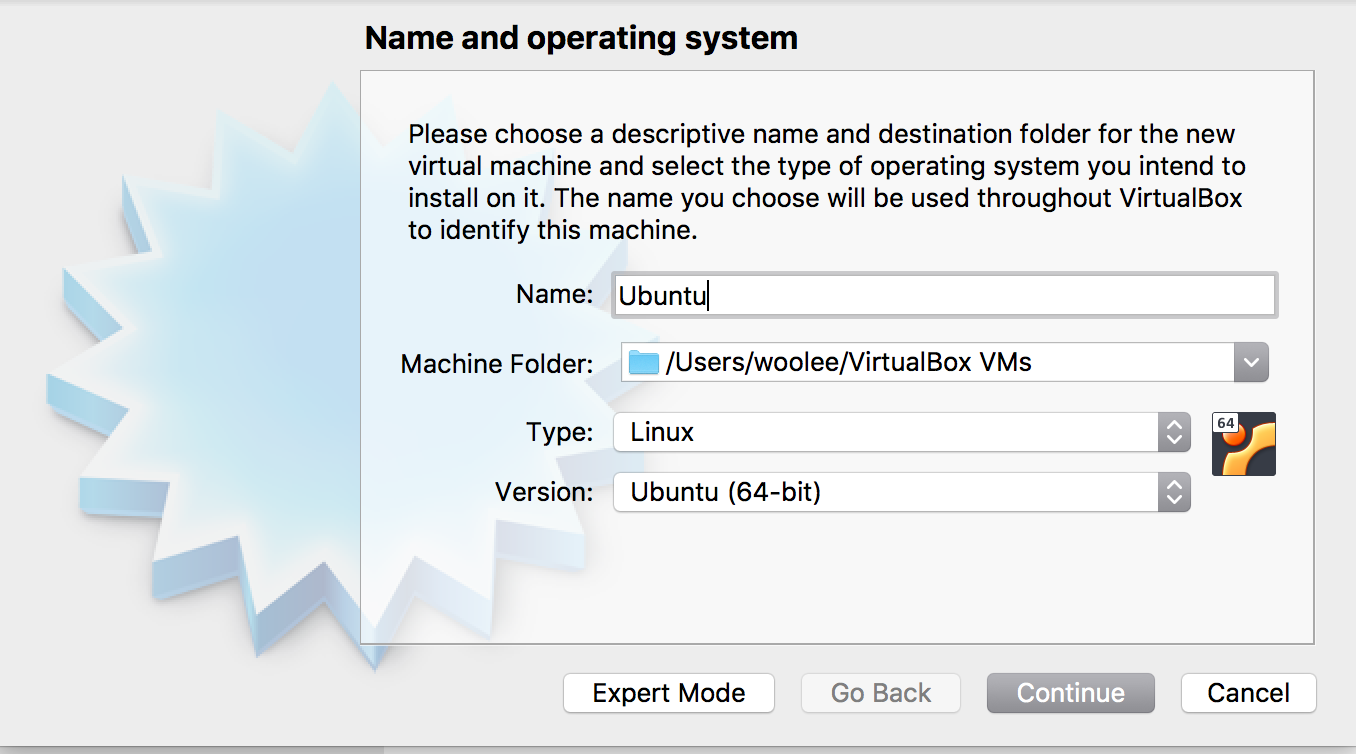 Name and operating system
Please choose a descriptive name and destination folder for the new
virtual machine and select the type of operating system you intend to
install on it. The name you choose will be used throughout VirtualBox
to identify this machine.
Name: Ubuntu
Machine Folder: /Users/woolee/VirtualBox VMs
Type: Linux
64
Version: Ubuntu (64-bit)
Expert Mode Go Back Continue Cancel